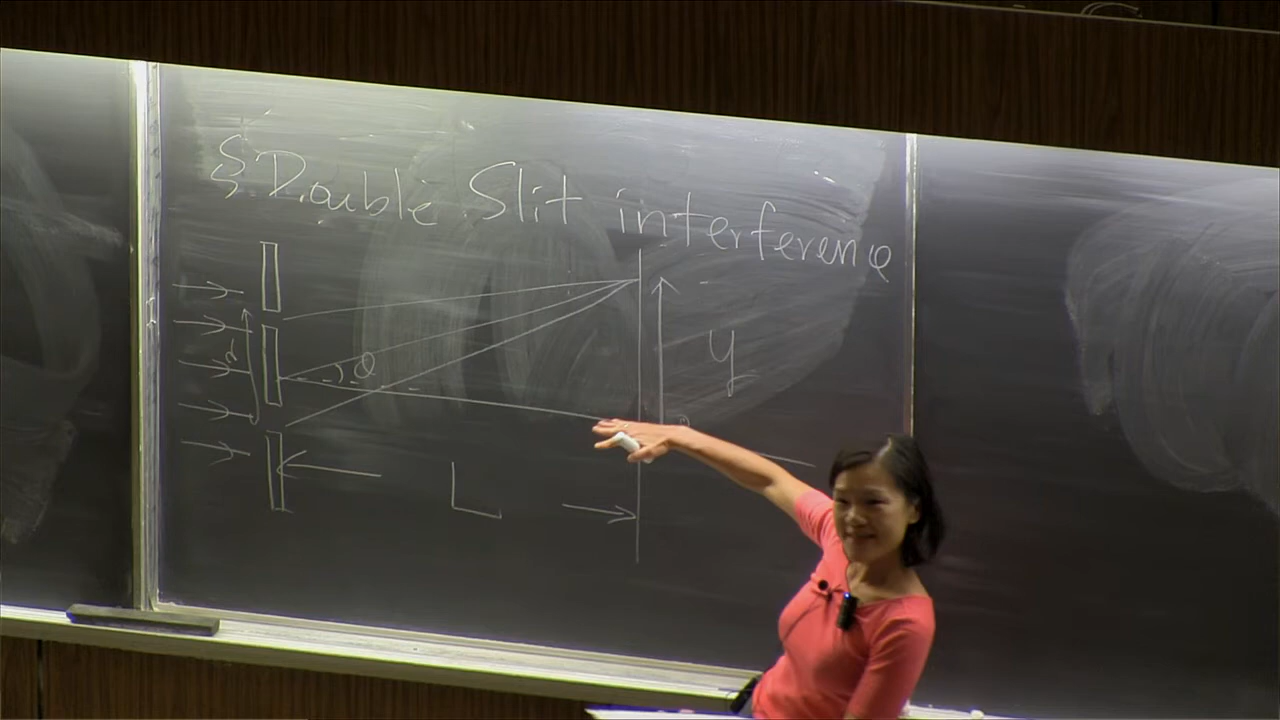 § Double Slit interference
d
θ
y
L